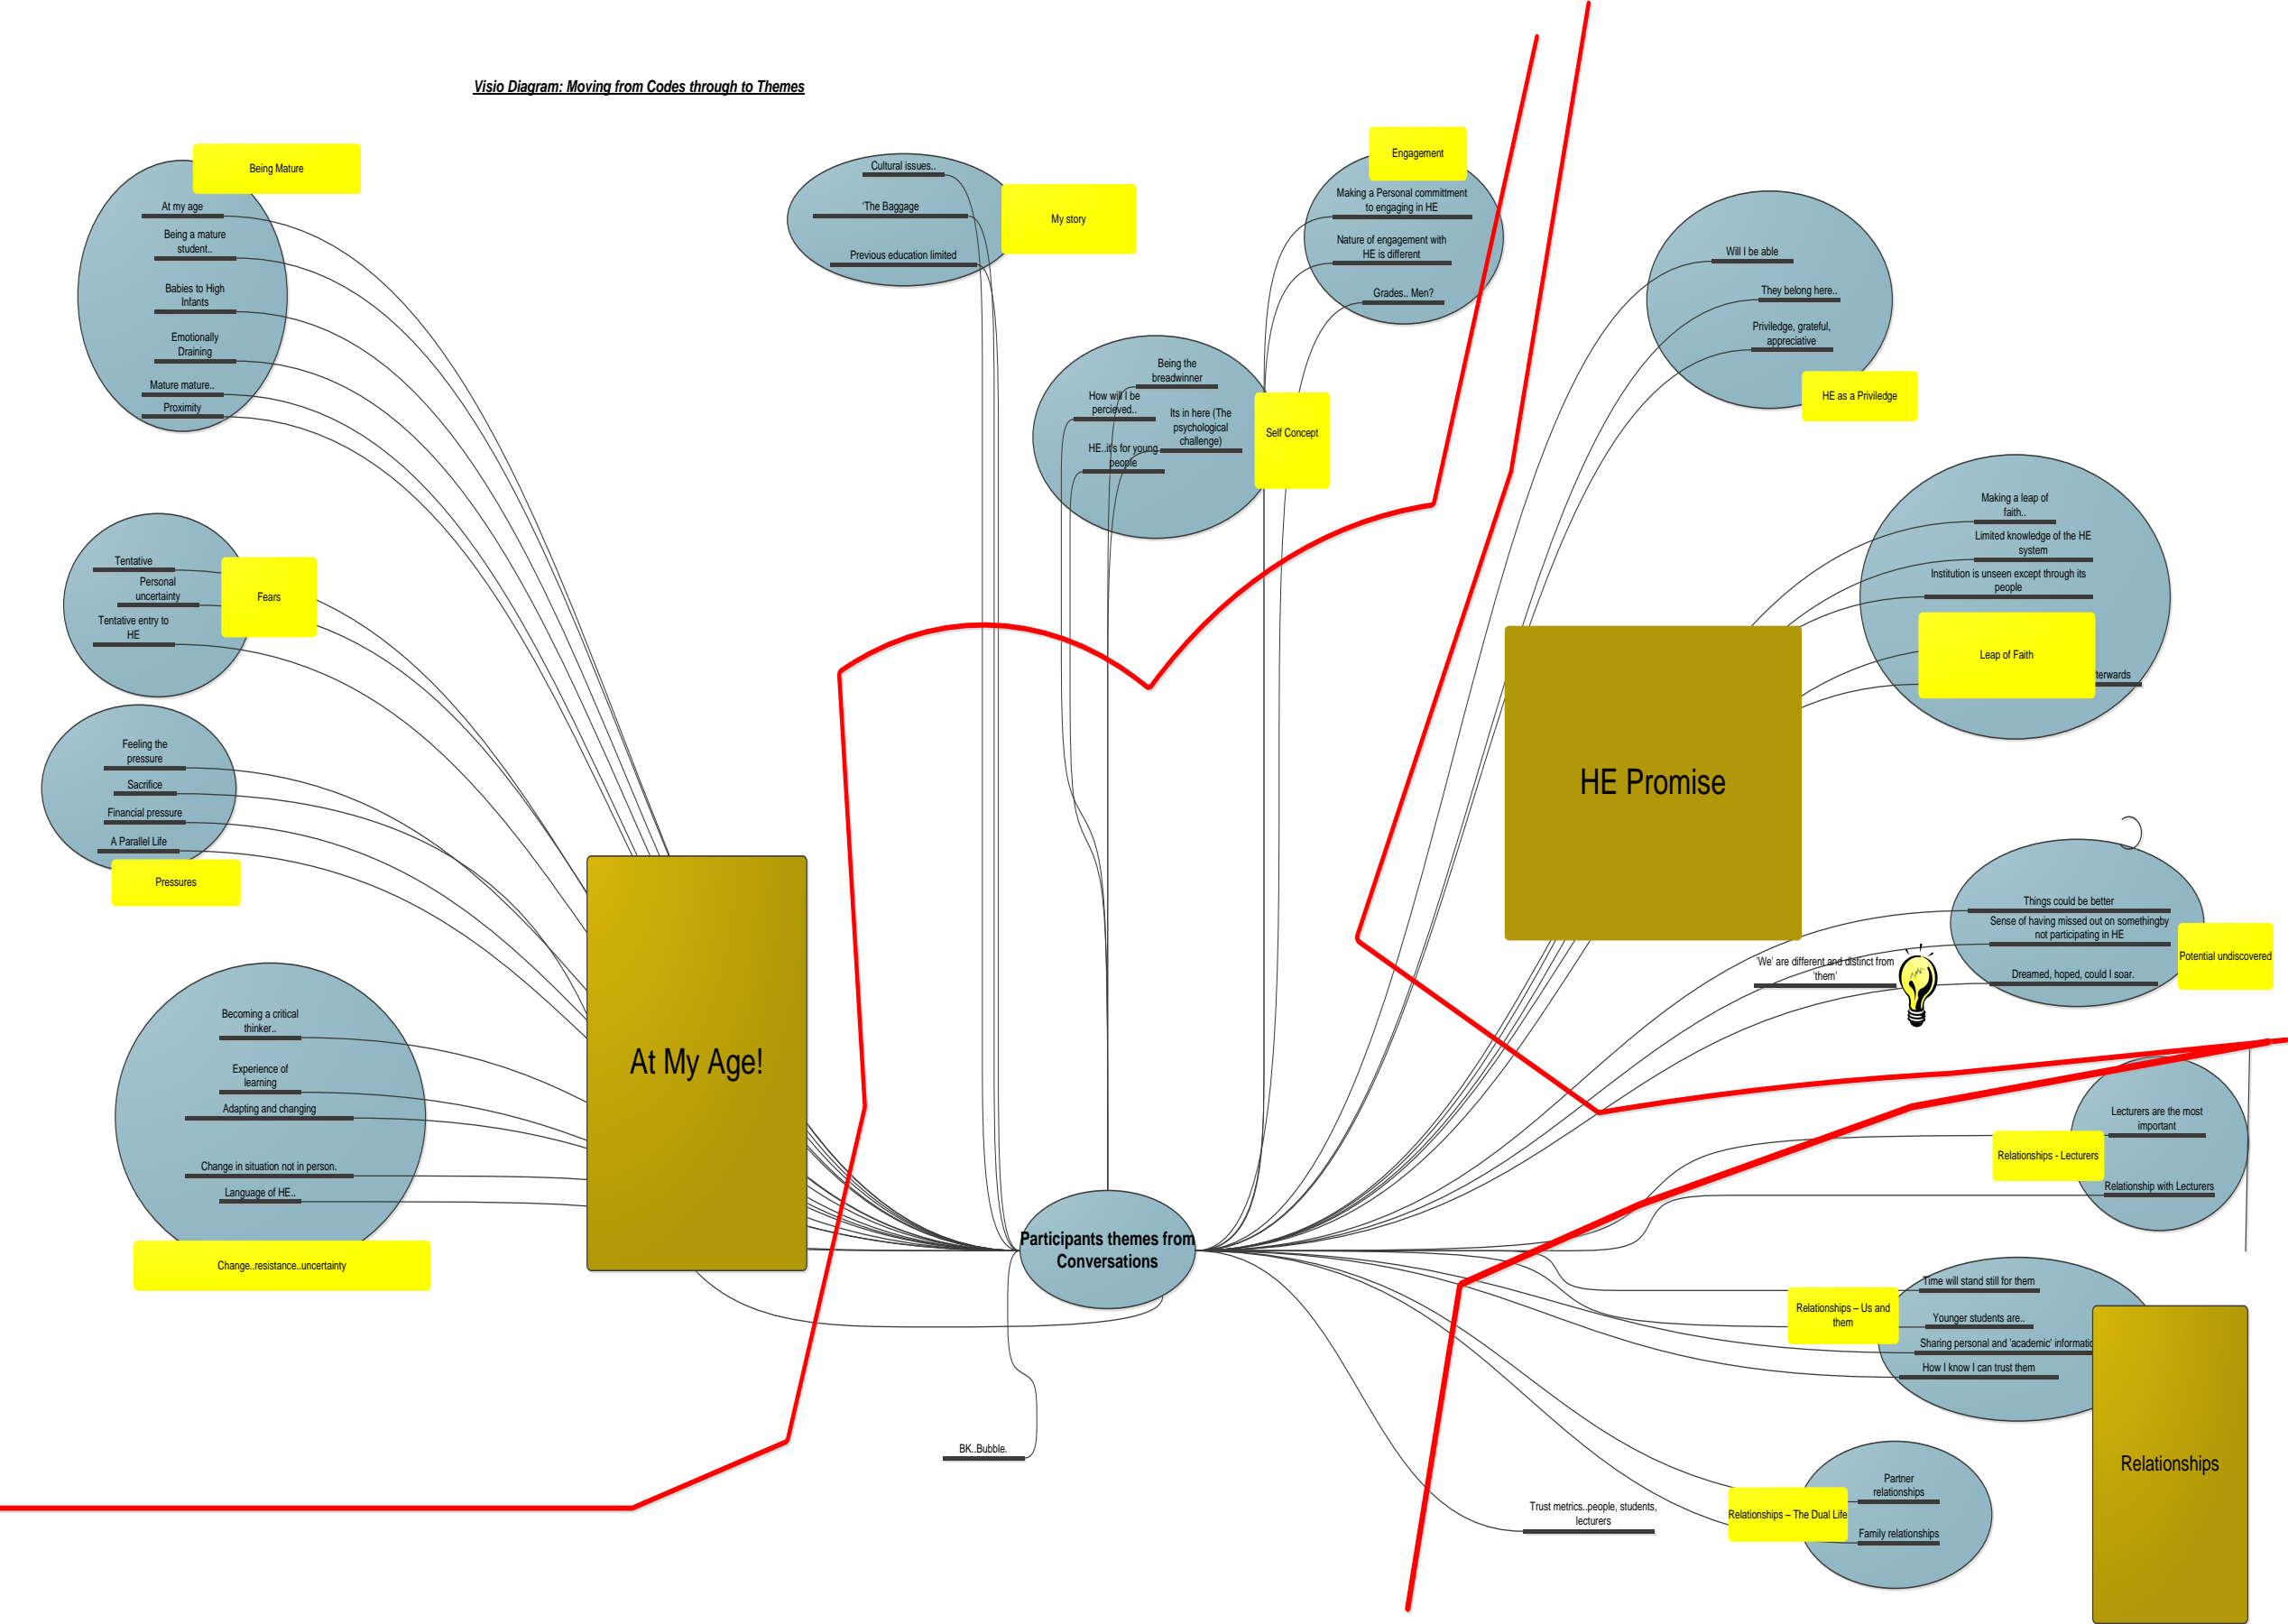 Visio Diagram: Moving from Codes through to Themes
Being Mature
At my age
Being a mature
student..
Babies to High
Infants
Emotionally
Draining
Mature mature..
Proximity
Cultural issues..
‘The Baggage
Previous education limited
My story
Engagement
Making a Personal committment
to engaging in HE
Nature of engagement with
HE is different
Grades.. Men?
Being the
breadwinner
How will I be
percieved..
Its in here (The
psychological
challenge)
HE..it's for young
people
Self Concept
Will I be able
They belong here..
Priviledge, grateful,
appreciative
HE as a Priviledge
Making a leap of
faith..
Limited knowledge of the HE
system
Institution is unseen except through its
people
Leap of Faith
terwards
Tentative
Personal
uncertainty
Tentative entry to
HE
Fears
Feeling the
pressure
Sacrifice
Financial pressure
A Parallel Life
Pressures
HE Promise
Things could be better
Sense of having missed out on somethingby
not participating in HE
Dreamed, hoped, could I soar.
Potential undiscovered
‘We’ are different and distinct from
‘them’
At My Age!
Becoming a critical
thinker..
Experience of
learning
Adapting and changing
Change in situation not in person.
Language of HE..
Change..resistance..uncertainty
Participants themes from
Conversations
Lecturers are the most
important
Relationships - Lecturers
Relationship with Lecturers
Time will stand still for them
Relationships – Us and
them
Younger students are..
Sharing personal and ‘academic’ informatio
How I know I can trust them
Relationships
BK..Bubble.
Trust metrics..people, students,
lecturers
Partner
relationships
Relationships – The Dual Life
Family relationships